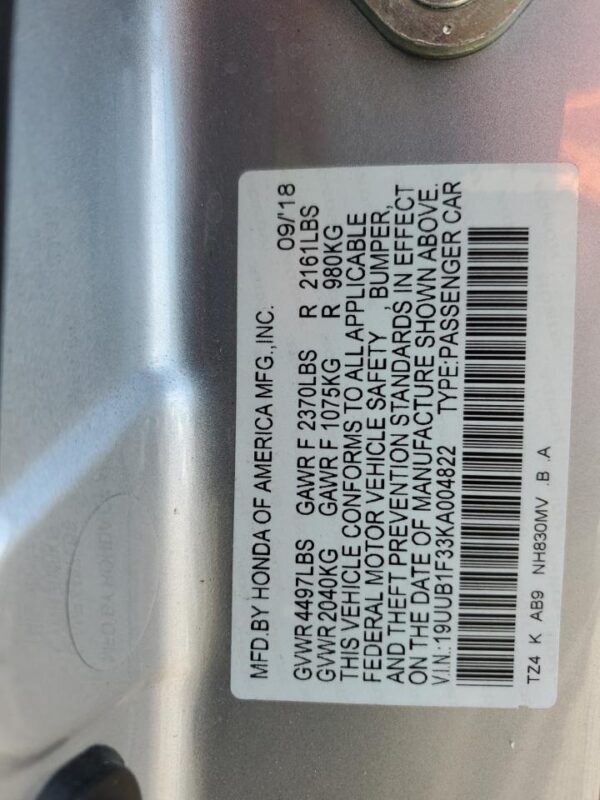 MFD.BY HONDA OF AMERICA MFG.,INC. 09/'18
GVWR 4497LBS GAWR F 2370LBS R 2161LBS
GVWR 2040KG GAWR F 1075KG R 980KG
THIS VEHICLE CONFORMS TO ALL APPLICABLE
FEDERAL MOTOR VEHICLE SAFETY , BUMPER,
AND THEFT PREVENTION STANDARDS IN EFFECT
ON THE DATE OF MANUFACTURE SHOWN ABOVE.
V.I.N.:19UUB1F33KA004822 TYPE:PASSENGER CAR
TZ4 K AB9 NH830MV .B .A